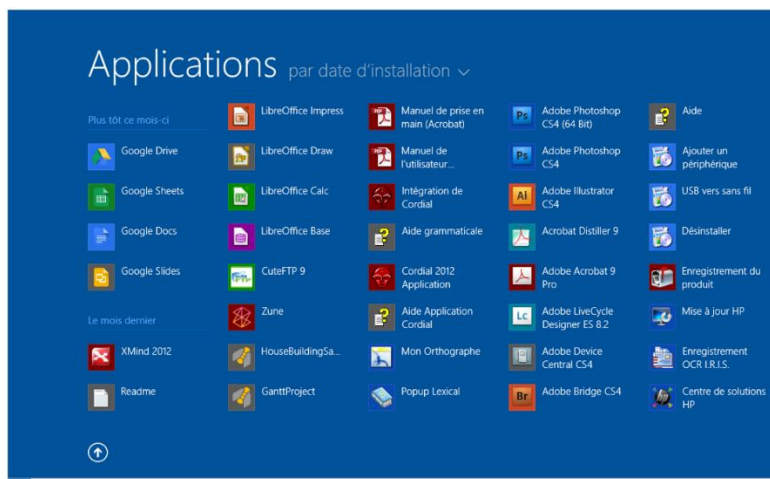 Applications par date d'installation
Plus tôt ce mois-ci
Google Drive
Google Sheets
Google Docs
Google Slides
Le mois dernier
XMind 2012
Readme
LibreOffice Impress
LibreOffice Draw
LibreOffice Calc
LibreOffice Base
CuteFTP 9
Zune
HouseBuildingSa...
GanttProject
Manuel de prise en
main (Acrobat)
Manuel de
l'utilisateur...
Intégration de
Cordial
Aide grammaticale
Cordial 2012
Application
Aide Application
Cordial
Mon Orthographe
Popup Lexical
Ps
Adobe Photoshop
CS4 (64 Bit)
Ps
Adobe Photoshop
CS4
Ai
Adobe Illustrator
CS4
Acrobat Distiller 9
Adobe Acrobat 9
Pro
Lc
Adobe LiveCycle
Designer ES 8.2
Adobe Device
Central CS4
Br
Adobe Bridge CS4
Aide
Ajouter un
périphérique
USB vers sans fil
Désinstaller
Enregistrement du
produit
Mise à jour HP
Enregistrement
OCR I.R.I.S.
Centre de solutions
HP